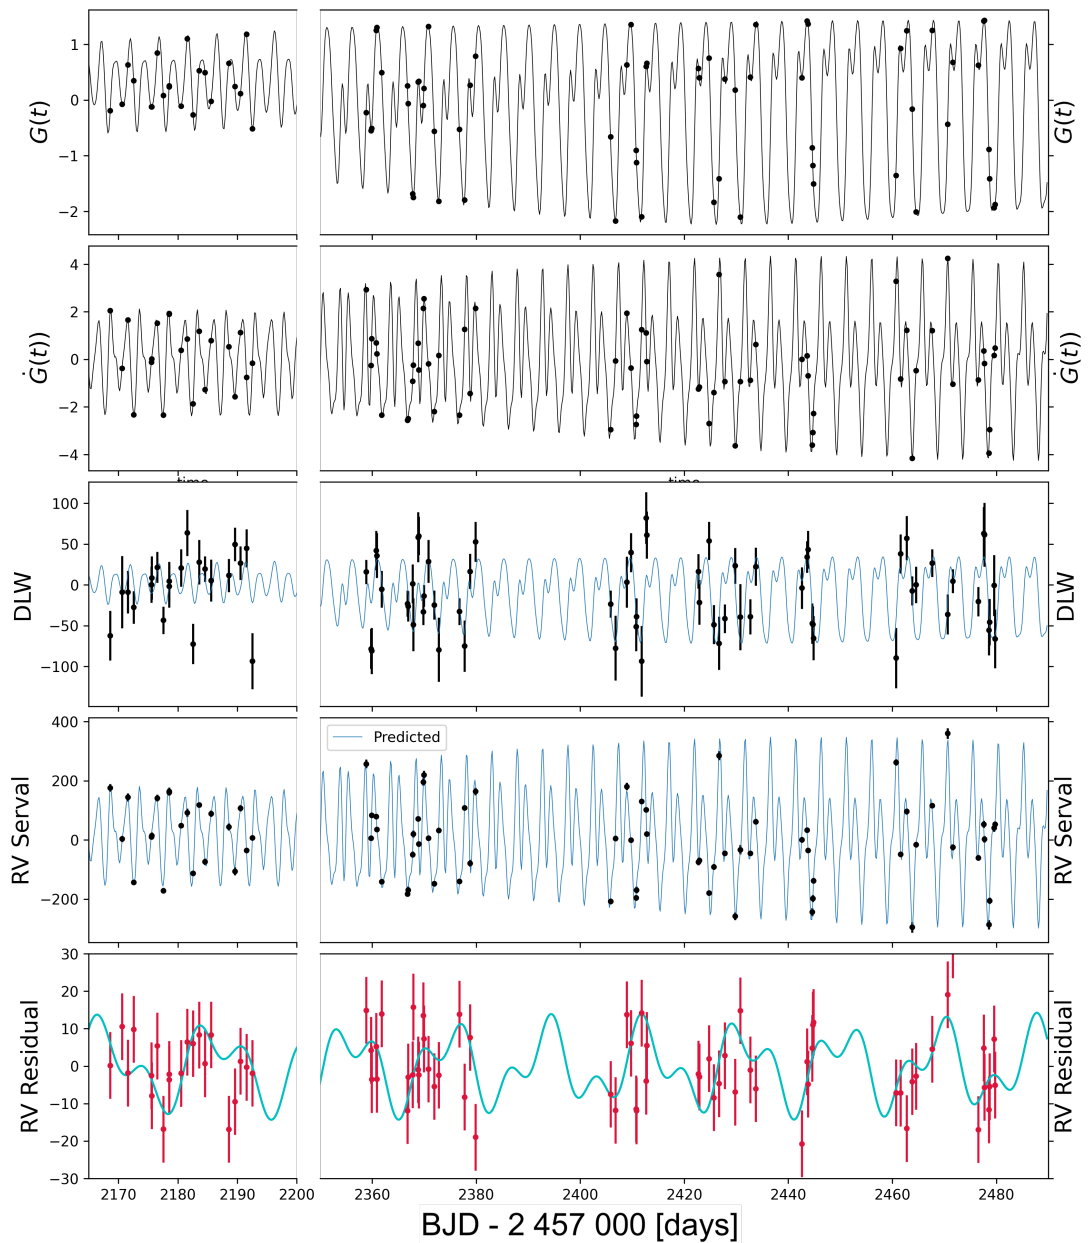 1
0
−1
−2
G(t)
G(t)
4
2
0
−2
−4
Ġ(t))
Ġ(t))
time
time
100
50
0
−50
−100
DLW
DLW
400
200
0
−200
RV Serval
Predicted
RV Serval
30
20
10
0
−10
−20
−30
RV Residual
RV Residual
2170 2180 2190 2200 2360 2380 2400 2420 2440 2460 2480
BJD - 2 457 000 [days]